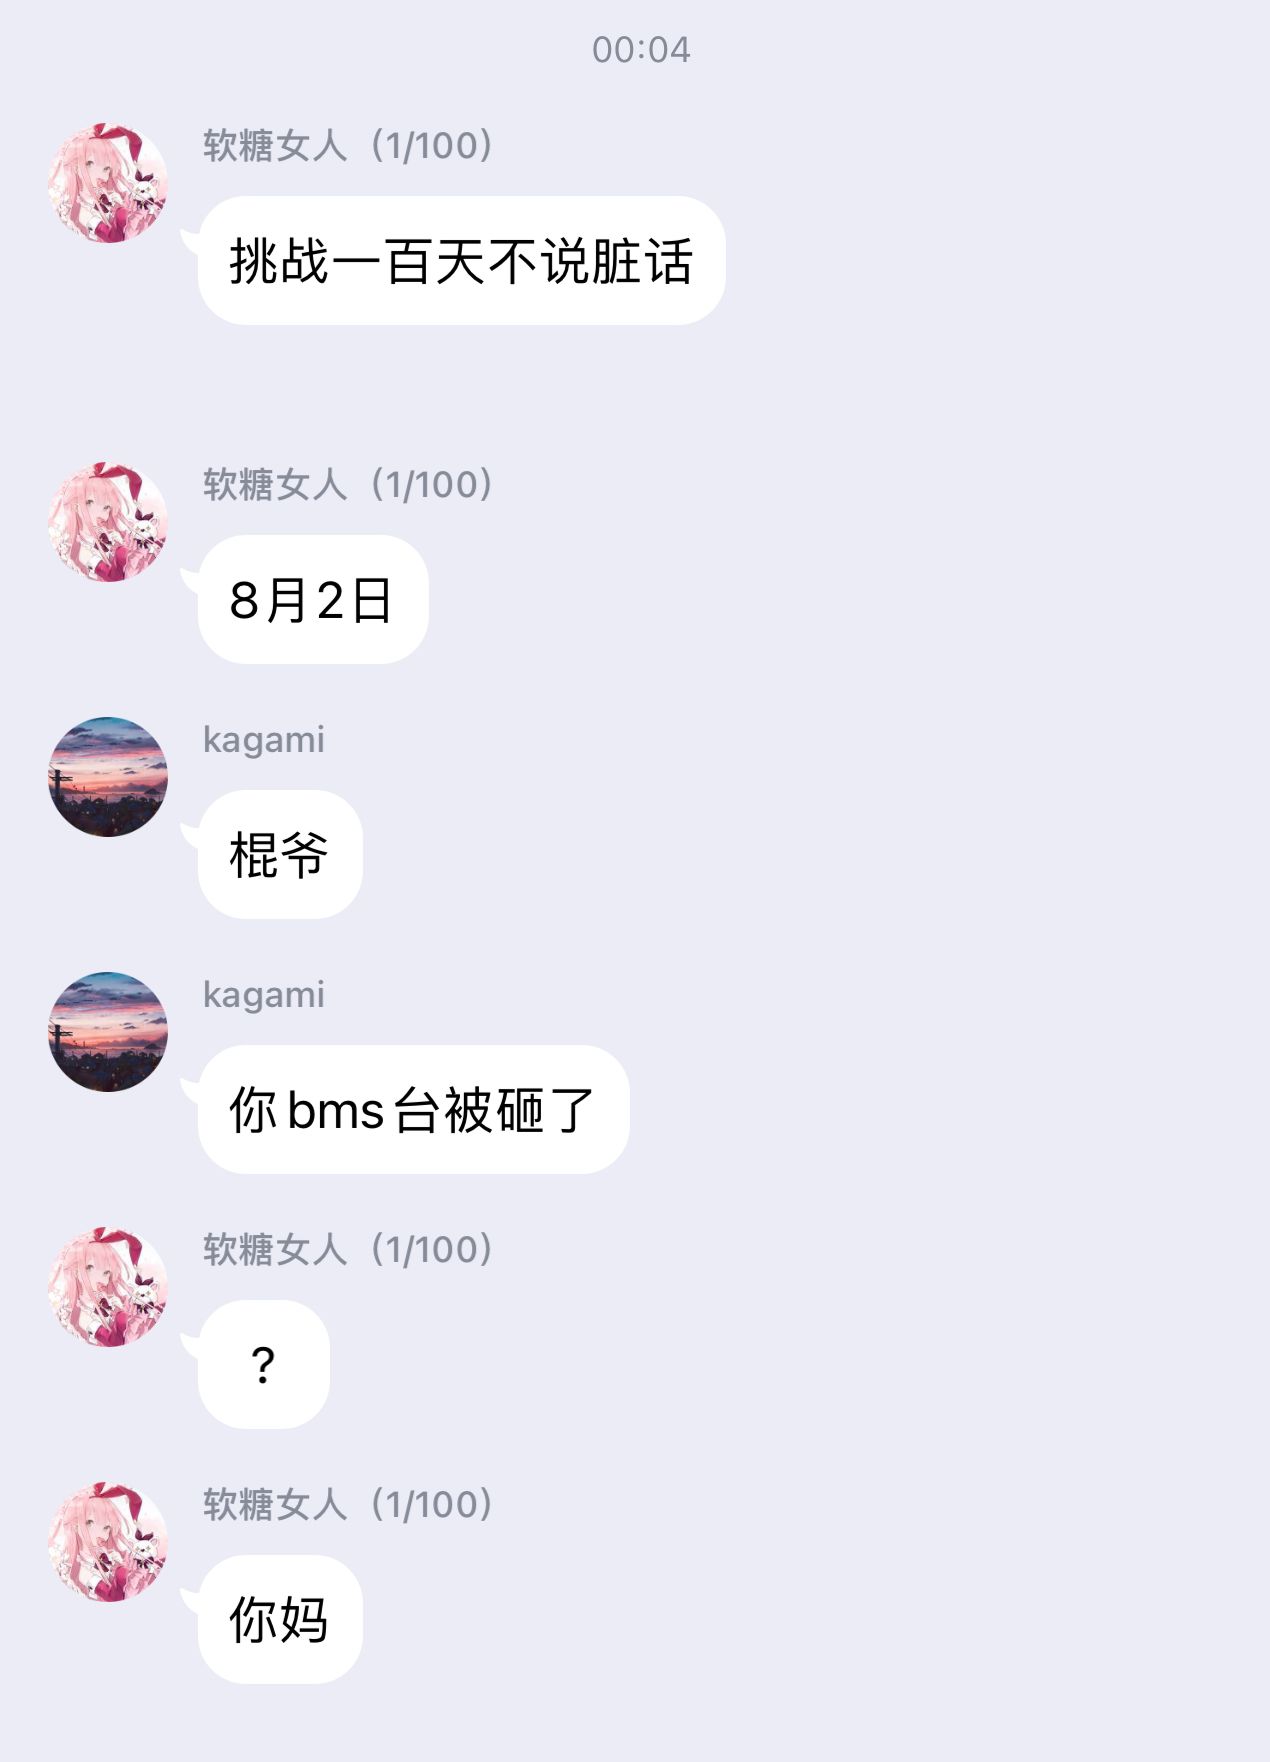 00:04
软糖女人（1/100）
挑战一百天不说脏话
软糖女人（1/100）
8月2日
kagami
棍爷
kagami
你bms台被砸了
软糖女人（1/100）
？
软糖女人（1/100）
你妈